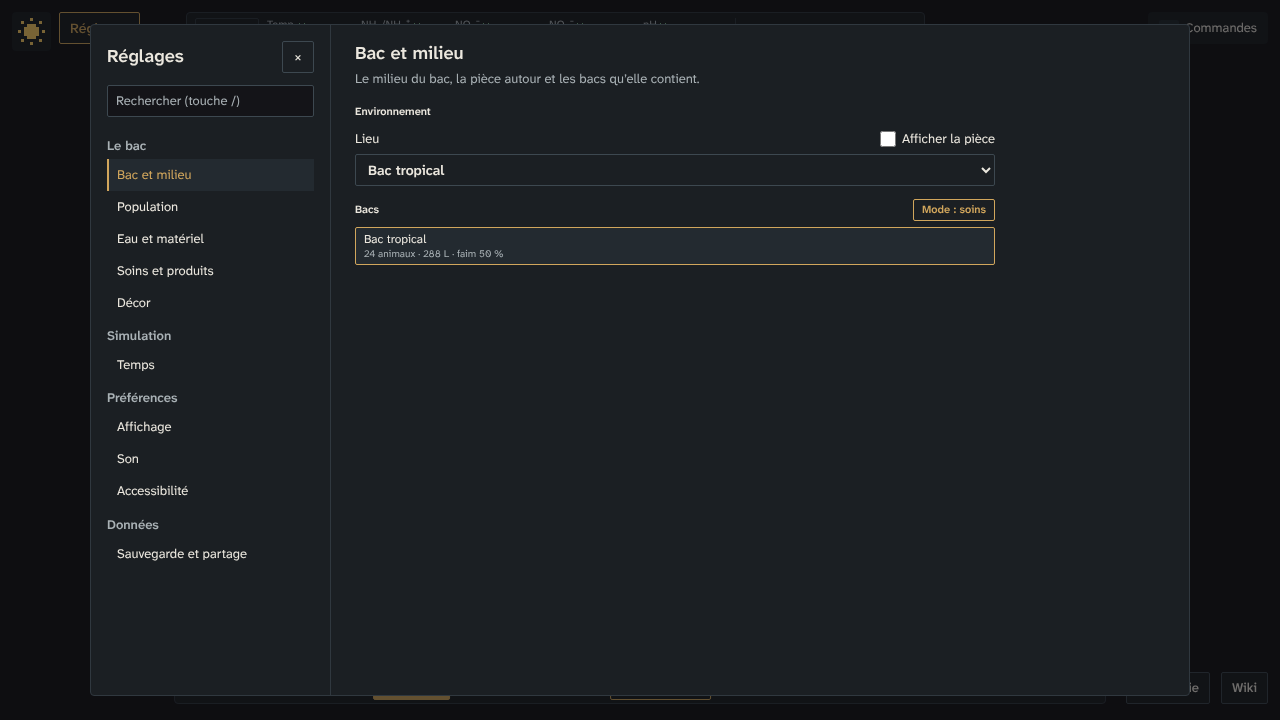 Réglages
×
Rechercher (touche /)
Le bac
Bac et milieu
Population
Eau et matériel
Soins et produits
Décor
Simulation
Temps
Préférences
Affichage
Son
Accessibilité
Données
Sauvegarde et partage
Bac et milieu
Le milieu du bac, la pièce autour et les bacs qu'elle contient.
Environnement
Lieu
Afficher la pièce
Bac tropical
Bacs
Mode : soins
Bac tropical
24 animaux · 288 L · faim 50 %
Commandes
Wiki